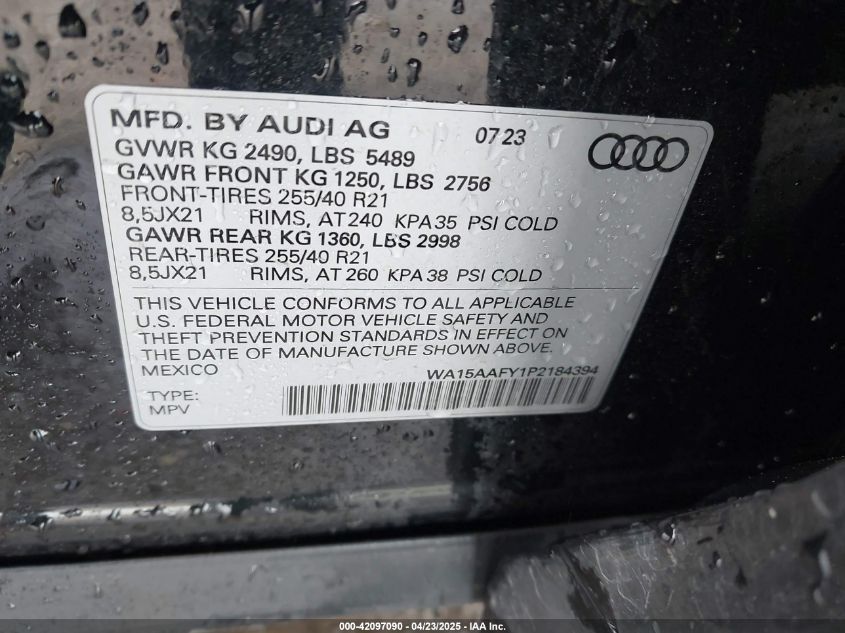 MFD. BY AUDI AG 07 23
GVWR KG 2490, LBS 5489
GAWR FRONT KG 1250, LBS 2756
FRONT-TIRES 255/40 R21
8,5JX21 RIMS, AT 240 KPA 35 PSI COLD
GAWR REAR KG 1360, LBS 2998
REAR-TIRES 255/40 R21
8,5JX21 RIMS, AT 260 KPA 38 PSI COLD
THIS VEHICLE CONFORMS TO ALL APPLICABLE
U.S. FEDERAL MOTOR VEHICLE SAFETY AND
THEFT PREVENTION STANDARDS IN EFFECT ON
THE DATE OF MANUFACTURE SHOWN ABOVE.
MEXICO WA15AAFY1P2184394
TYPE:
MPV
000-42097090 - 04/23/2025 - IAAI, Inc.